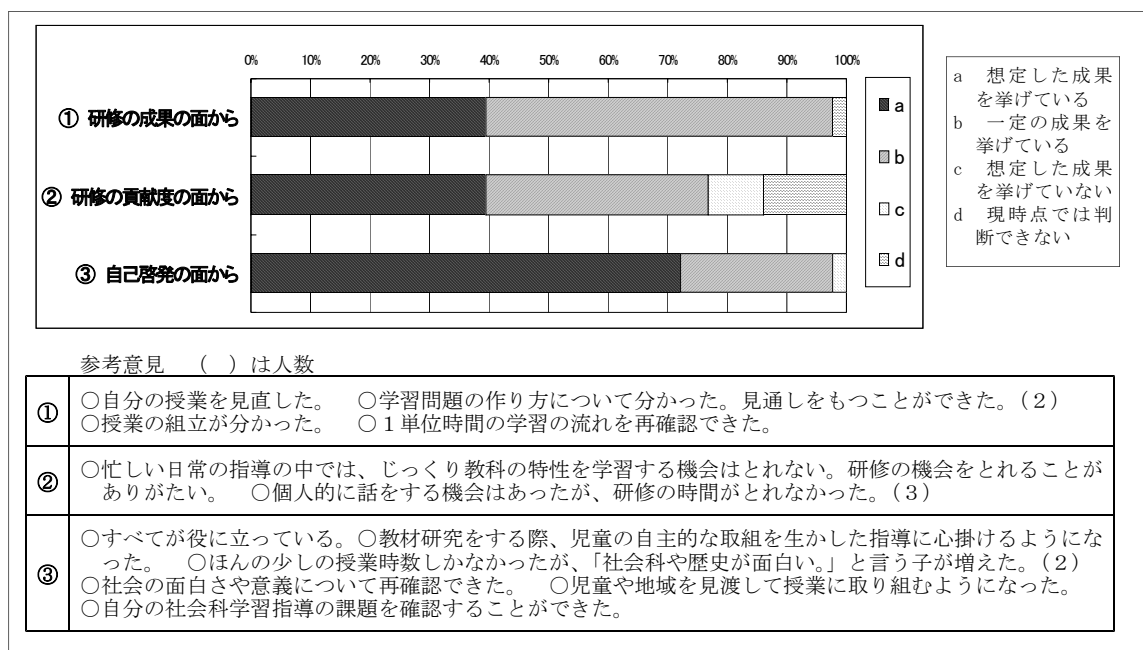 0% 10% 20% 30% 40% 50% 60% 70% 80% 90% 100%
① 研修の成果の面から
② 研修の貢献度の面から
③ 自己啓発の面から
a
b
c
d
a 想定した成果
を挙げている
b 一定の成果を
挙げている
c 想定した成果
を挙げていない
d 現時点では判
断できない
参考意見 ( )は人数
①
○自分の授業を見直した。 ○学習問題の作り方について分かった。見通しをもつことができた。(2)
○授業の組立が分かった。 ○1単位時間の学習の流れを再確認できた。
②
○忙しい日常の指導の中では、じっくり教科の特性を学習する機会はとれない。研修の機会をとれることが
ありがたい。 ○個人的に話をする機会はあったが、研修の時間がとれなかった。(3)
③
○すべてが役に立っている。○教材研究をする際、児童の自主的な取組を生かした指導に心掛けるようにな
った。 ○ほんの少しの授業時数しかなかったが、「社会科や歴史が面白い。」と言う子が増えた。(2)
○社会の面白さや意義について再確認できた。 ○児童や地域を見渡して授業に取り組むようになった。
○自分の社会科学習指導の課題を確認することができた。